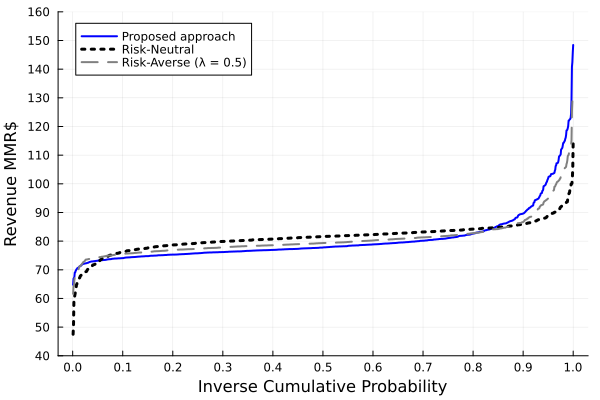 160
150
140
130
120
110
100
90
80
70
60
50
40
Revenue MMR$
Proposed approach
Risk-Neutral
Risk-Averse (λ = 0.5)
0.0 0.1 0.2 0.3 0.4 0.5 0.6 0.7 0.8 0.9 1.0
Inverse Cumulative Probability